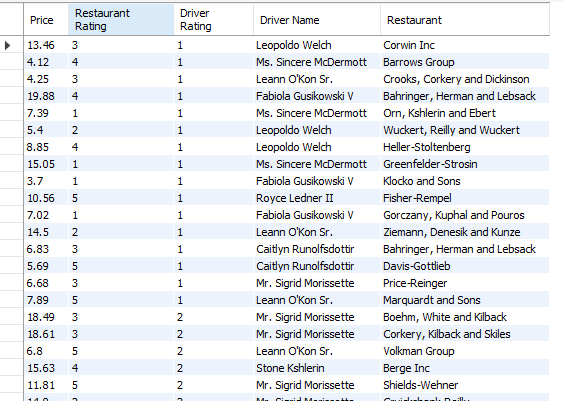 Price Restaurant Rating Driver Rating Driver Name Restaurant
13.46 3 1 Leopoldo Welch Corwin Inc
4.12 4 1 Ms. Sincere McDermott Barrows Group
4.25 3 1 Leann O'Kon Sr. Crooks, Corkery and Dickinson
19.88 4 1 Fabiola Gusikowski V Bahringer, Herman and Lebsack
7.39 1 1 Ms. Sincere McDermott Orn, Kshlerin and Ebert
5.4 2 1 Leopoldo Welch Wuckert, Reilly and Wuckert
8.85 4 1 Leopoldo Welch Heller-Stoltenberg
15.05 1 1 Ms. Sincere McDermott Greenfelder-Strosin
3.7 1 1 Fabiola Gusikowski V Klocko and Sons
10.56 5 1 Royce Ledner II Fisher-Rempel
7.02 1 1 Fabiola Gusikowski V Gorczany, Kuphal and Pouros
14.5 2 1 Leann O'Kon Sr. Ziemann, Denesik and Kunze
6.83 3 1 Caitlyn Runolfsdottir Bahringer, Herman and Lebsack
5.69 5 1 Caitlyn Runolfsdottir Davis-Gottlieb
6.68 3 1 Mr. Sigrid Morissette Price-Reinger
7.89 5 1 Leann O'Kon Sr. Marquardt and Sons
18.49 3 2 Mr. Sigrid Morissette Boehm, White and Kilback
18.61 3 2 Mr. Sigrid Morissette Corkery, Kilback and Skiles
6.8 5 2 Leann O'Kon Sr. Volkman Group
15.63 4 2 Stone Kshlerin Berge Inc
11.81 5 2 Mr. Sigrid Morissette Shields-Wehner